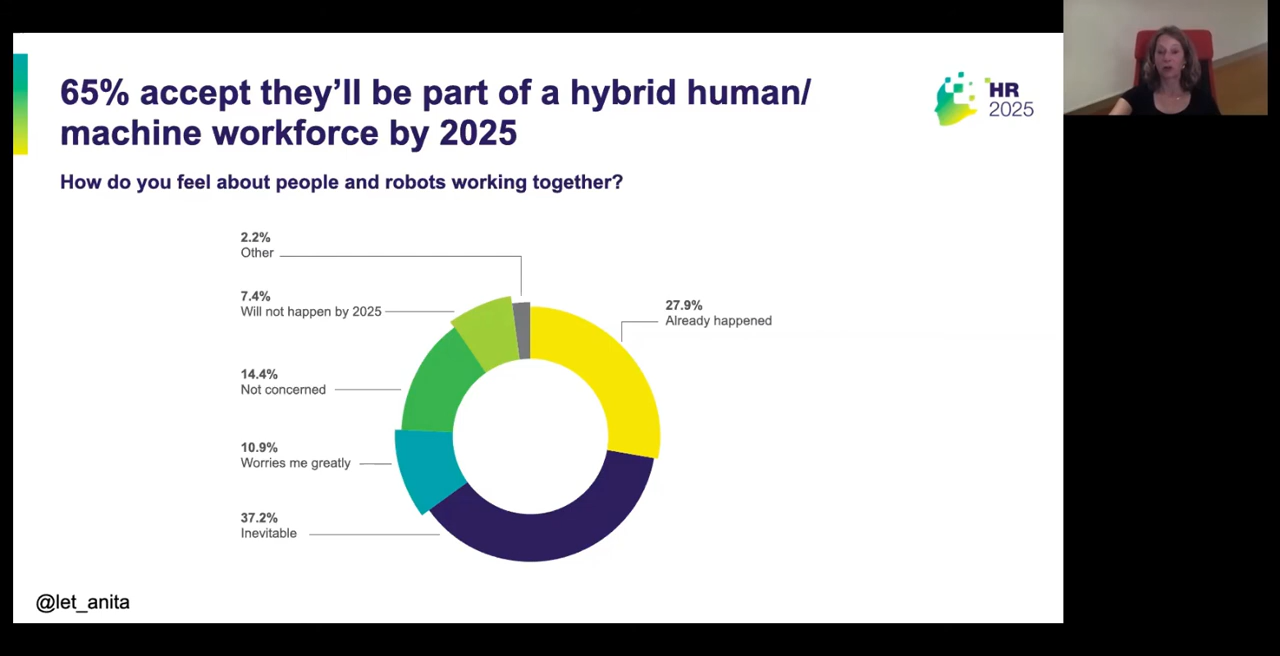 65% accept they’ll be part of a hybrid human/
machine workforce by 2025
HR
2025
How do you feel about people and robots working together?
2.2%
Other
7.4%
Will not happen by 2025
27.9%
Already happened
14.4%
Not concerned
10.9%
Worries me greatly
37.2%
Inevitable
@let_anita